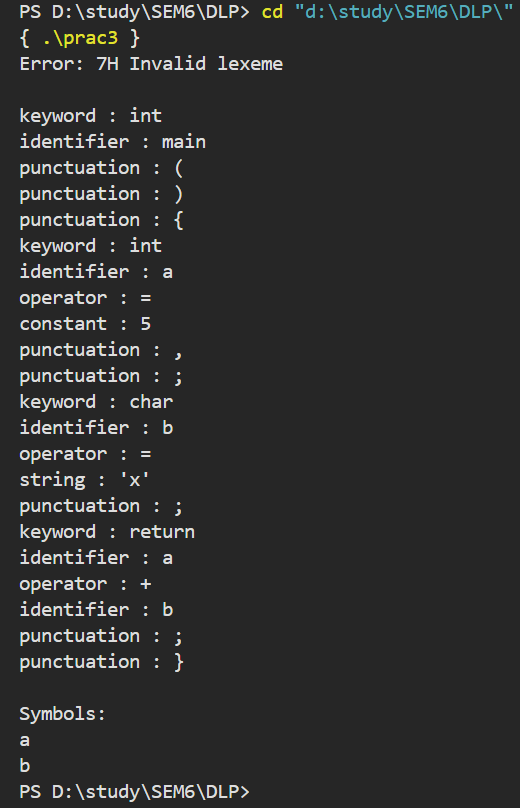 PS D:\study\SEM6\DLP> cd "d:\study\SEM6\DLP\"
{ .\prac3 }
Error: 7H Invalid lexeme
keyword : int
identifier : main
punctuation : (
punctuation : )
punctuation : {
keyword : int
identifier : a
operator : =
constant : 5
punctuation : ,
punctuation : ;
keyword : char
identifier : b
operator : =
string : 'x'
punctuation : ;
keyword : return
identifier : a
operator : +
identifier : b
punctuation : ;
punctuation : }
Symbols:
a
b
PS D:\study\SEM6\DLP>